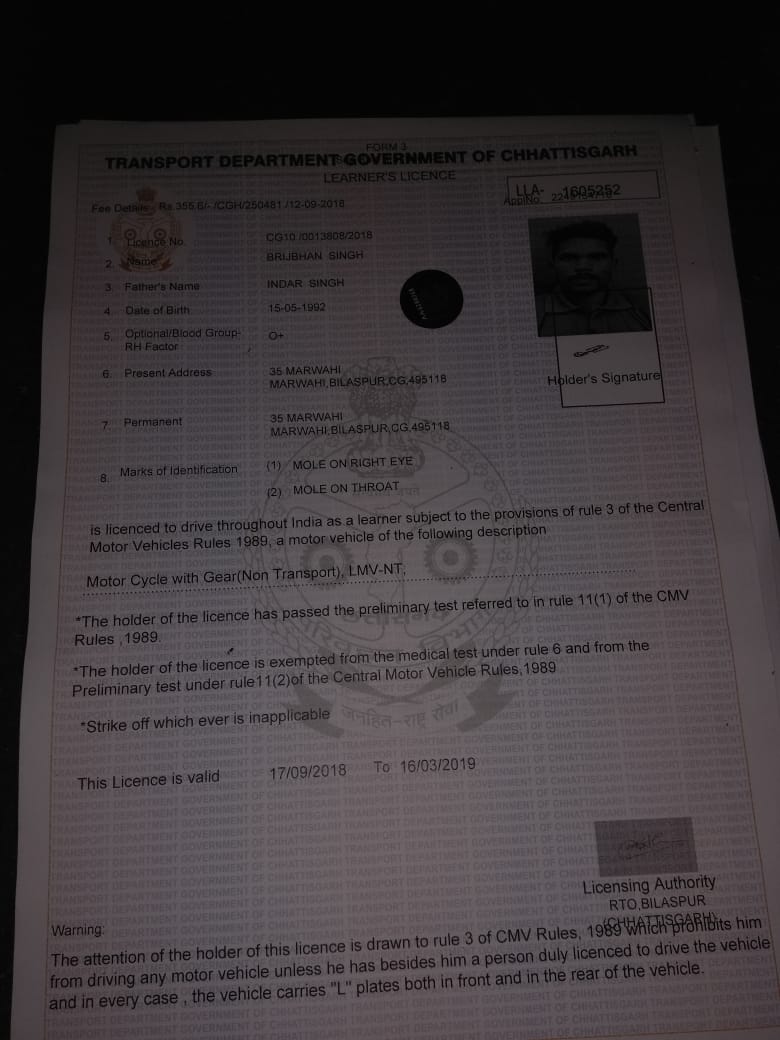 FORM 3
TRANSPORT DEPARTMENT GOVERNMENT OF CHHATTISGARH
LEARNER'S LICENCE
LLA- 1605252
Fee Details Rs.355.6/- /CGH/250481 /12-09-2018
ApplNo.
1. Licence No. CG10 /0013808/2018
2. Name BRIJBHAN SINGH
3. Father's Name INDAR SINGH
4. Date of Birth 15-05-1992
5. Optional/Blood Group- O+
RH Factor
6. Present Address 35 MARWAHI
MARWAHI,BILASPUR,CG,495118
Holder's Signature
7. Permanent 35 MARWAHI
MARWAHI,BILASPUR,CG,495118
8. Marks of Identification (1) MOLE ON RIGHT EYE
(2) MOLE ON THROAT
is licenced to drive throughout India as a learner subject to the provisions of rule 3 of the Central
Motor Vehicles Rules 1989, a motor vehicle of the following description
Motor Cycle with Gear(Non Transport), LMV-NT,
*The holder of the licence has passed the preliminary test referred to in rule 11(1) of the CMV
Rules ,1989.
*The holder of the licence is exempted from the medical test under rule 6 and from the
Preliminary test under rule11(2)of the Central Motor Vehicle Rules,1989
*Strike off which ever is inapplicable
जनहित-राष्ट्र सेवा
This Licence is valid 17/09/2018 To 16/03/2019
Licensing Authority
RTO,BILASPUR
(CHHATTISGARH)
Warning:
The attention of the holder of this licence is drawn to rule 3 of CMV Rules, 1989 which prohibits him
from driving any motor vehicle unless he has besides him a person duly licenced to drive the vehicle
and in every case , the vehicle carries "L" plates both in front and in the rear of the vehicle.